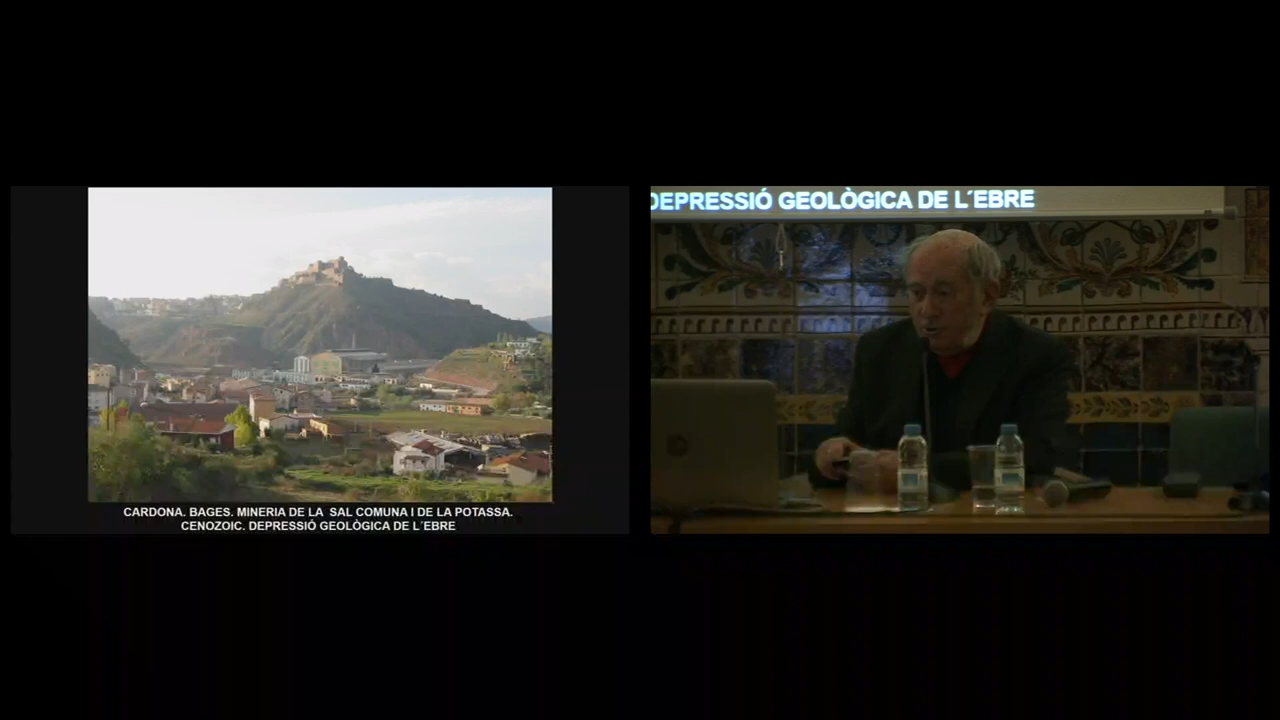 CARDONA. BAGES. MINERIA DE LA SAL COMUNA I DE LA POTASSA.
CENOZOIC. DEPRESSIÓ GEOLÒGICA DE L´EBRE
DEPRESSIÓ GEOLÒGICA DE L´EBRE